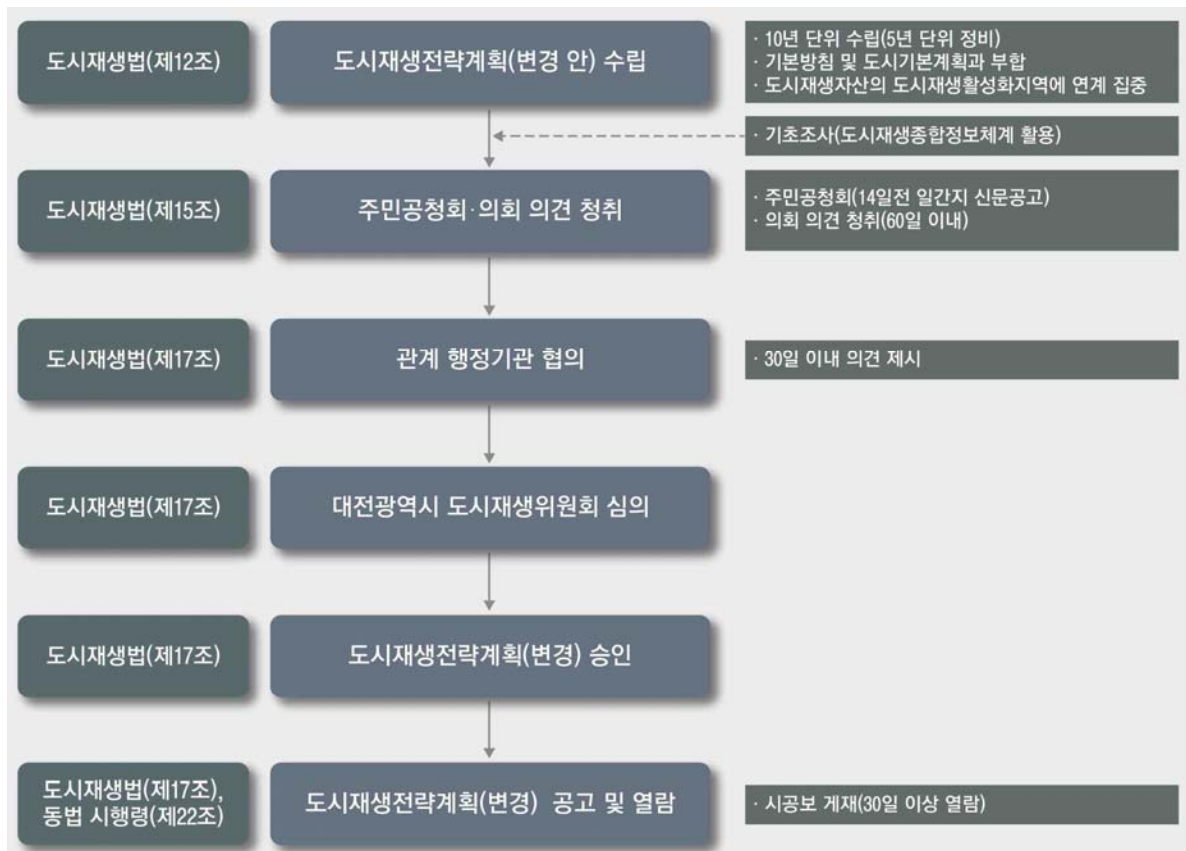 도시재생법(제12조)
도시재생전략계획(변경 안) 수립
· 10년 단위 수립(5년 단위 정비)
· 기본방침 및 도시기본계획과 부합
· 도시재생자산의 도시재생활성화지역에 연계 집중
· 기초조사(도시재생종합정보체계 활용)
도시재생법(제15조)
주민공청회·의회 의견 청취
· 주민공청회(14일전 일간지 신문공고)
· 의회 의견 청취(60일 이내)
도시재생법(제17조)
관계 행정기관 협의
· 30일 이내 의견 제시
도시재생법(제17조)
대전광역시 도시재생위원회 심의
도시재생법(제17조)
도시재생전략계획(변경) 승인
도시재생법(제17조),
동법 시행령(제22조)
도시재생전략계획(변경) 공고 및 열람
· 시공보 게재(30일 이상 열람)